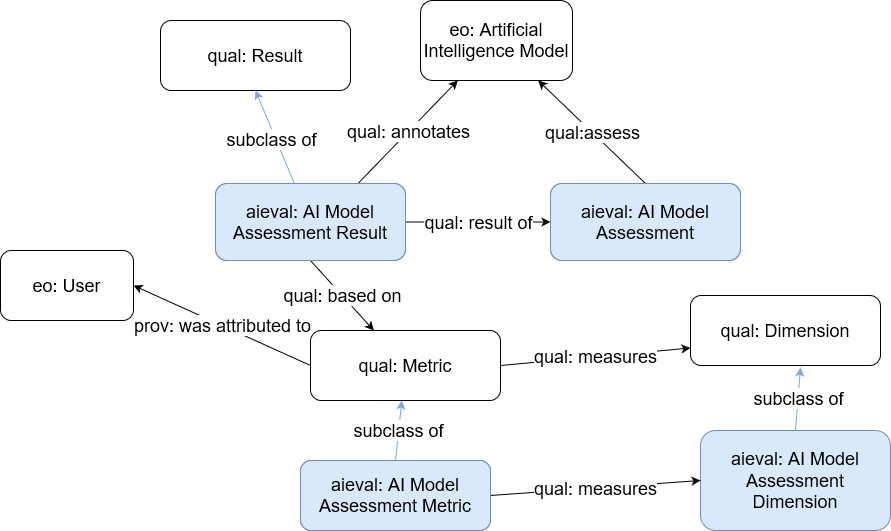 qual: Result
eo: Artificial
Intelligence Model
subclass of
qual: annotates
qual:assess
aieval: AI Model
Assessment Result
qual: result of
aieval: AI Model
Assessment
eo: User
qual: based on
prov: was attributed to
qual: Metric
qual: measures
qual: Dimension
subclass of
subclass of
aieval: AI Model
Assessment Metric
qual: measures
aieval: AI Model
Assessment
Dimension